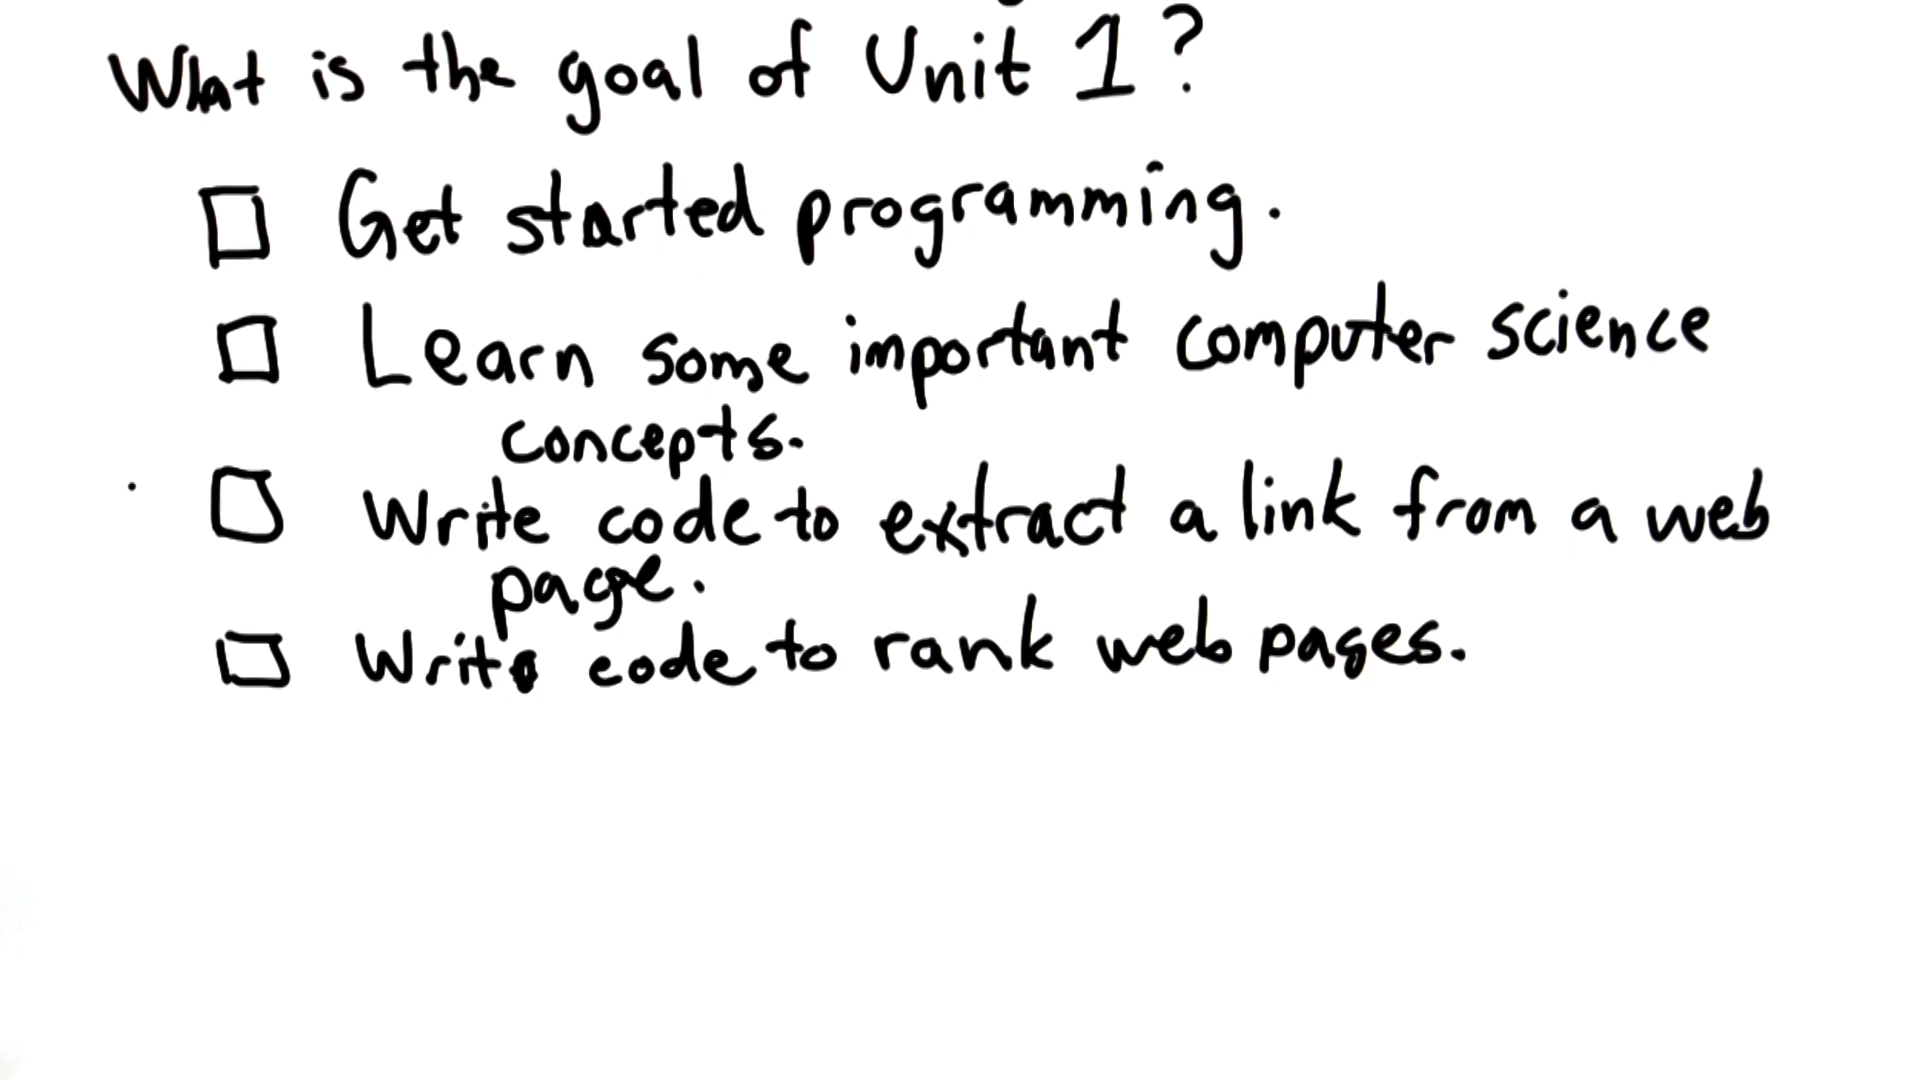 What is the goal of Unit 1?
Get started programming.
Learn some important computer science
concepts.
Write code to extract a link from a web
page.
Write code to rank web pages.